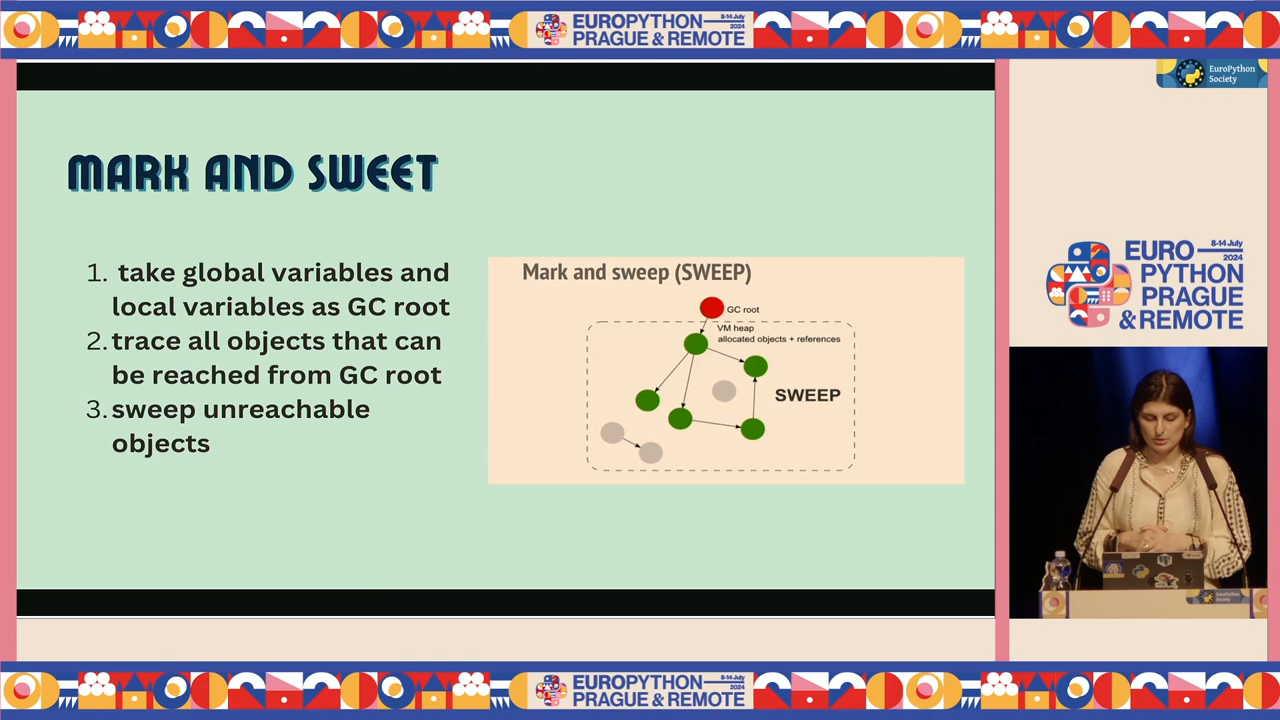 EUROPYTHON
8-14 July
2024
PRAGUE & REMOTE
EuroPython
Society
MARK AND SWEET
1. take global variables and
local variables as GC root
2. trace all objects that can
be reached from GC root
3. sweep unreachable
objects
Mark and sweep (SWEEP)
GC root
VM heap
allocated objects + references
SWEEP
EURO
8-14 July
2024
PYTHON
PRAGUE
& REMOTE
EuroPython
Society
EUROPYTHON
8-14 July
2024
PRAGUE & REMOTE